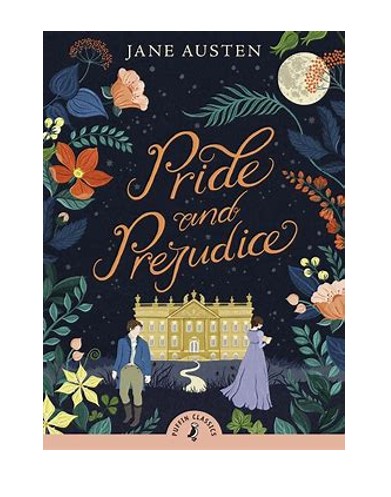 JANE AUSTEN
Pride
and
Prejudice
PUFFIN CLASSICS